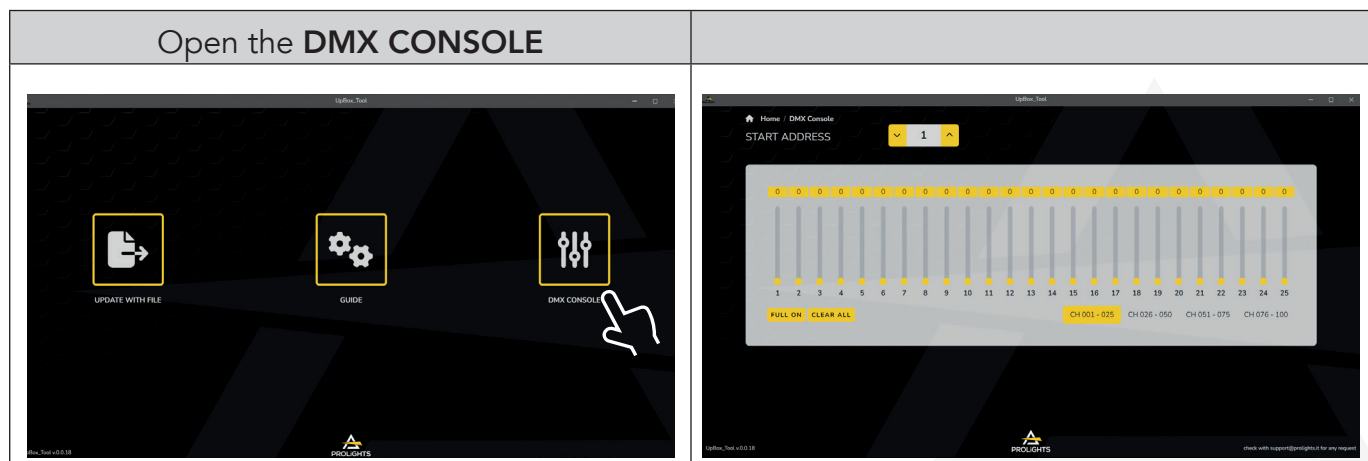 Open the DMX CONSOLE
UpBox_Tool
UPDATE WITH FILE
GUIDE
DMX CONSOLE
PROLIGHTS
UpBox_Tool
Home / DMX Console
START ADDRESS
1
0 0 0 0 0 0 0 0 0 0 0 0 0 0 0 0 0 0 0 0 0 0 0 0 0
1 2 3 4 5 6 7 8 9 10 11 12 13 14 15 16 17 18 19 20 21 22 23 24 25
FULL ON CLEAR ALL CH 001 - 025 CH 026 - 050 CH 051 - 075 CH 076 - 100
PROLIGHTS
UpBox_Tool v.0.0.18
check with support@prolights.it for any request